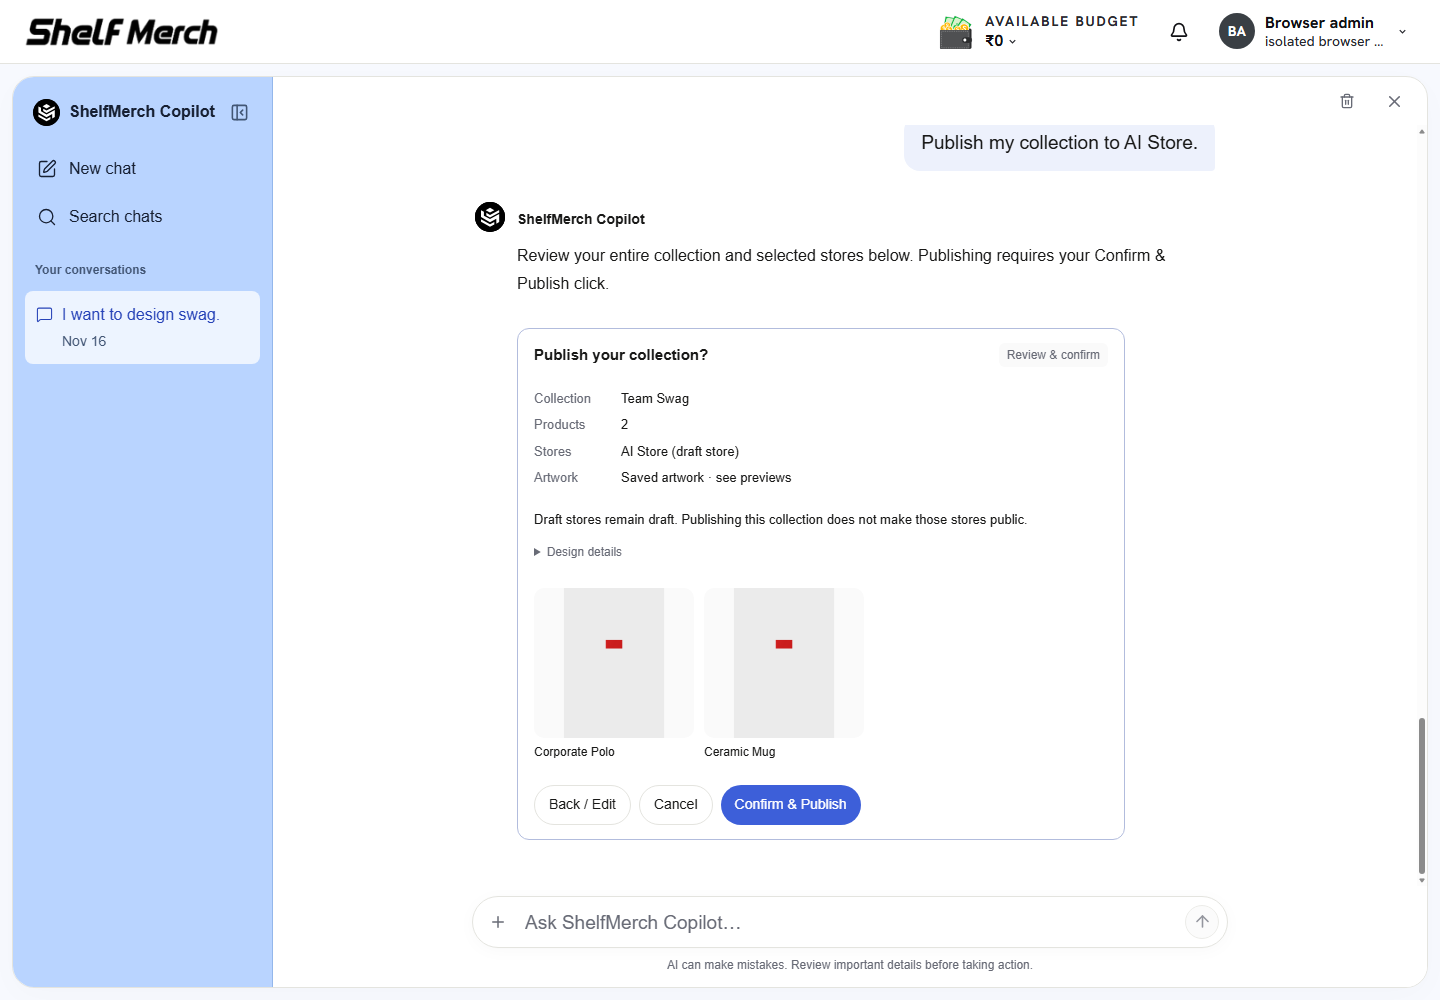 Shelf Merch
AVAILABLE BUDGET
₹0
BA
Browser admin
isolated browser ...
ShelfMerch Copilot
New chat
Search chats
Your conversations
I want to design swag.
Nov 16
Publish my collection to AI Store.
ShelfMerch Copilot
Review your entire collection and selected stores below. Publishing requires your Confirm &
Publish click.
Publish your collection?
Review & confirm
Collection Team Swag
Products 2
Stores AI Store (draft store)
Artwork Saved artwork · see previews
Draft stores remain draft. Publishing this collection does not make those stores public.
Design details
Corporate Polo
Ceramic Mug
Back / Edit
Cancel
Confirm & Publish
Ask ShelfMerch Copilot…
AI can make mistakes. Review important details before taking action.